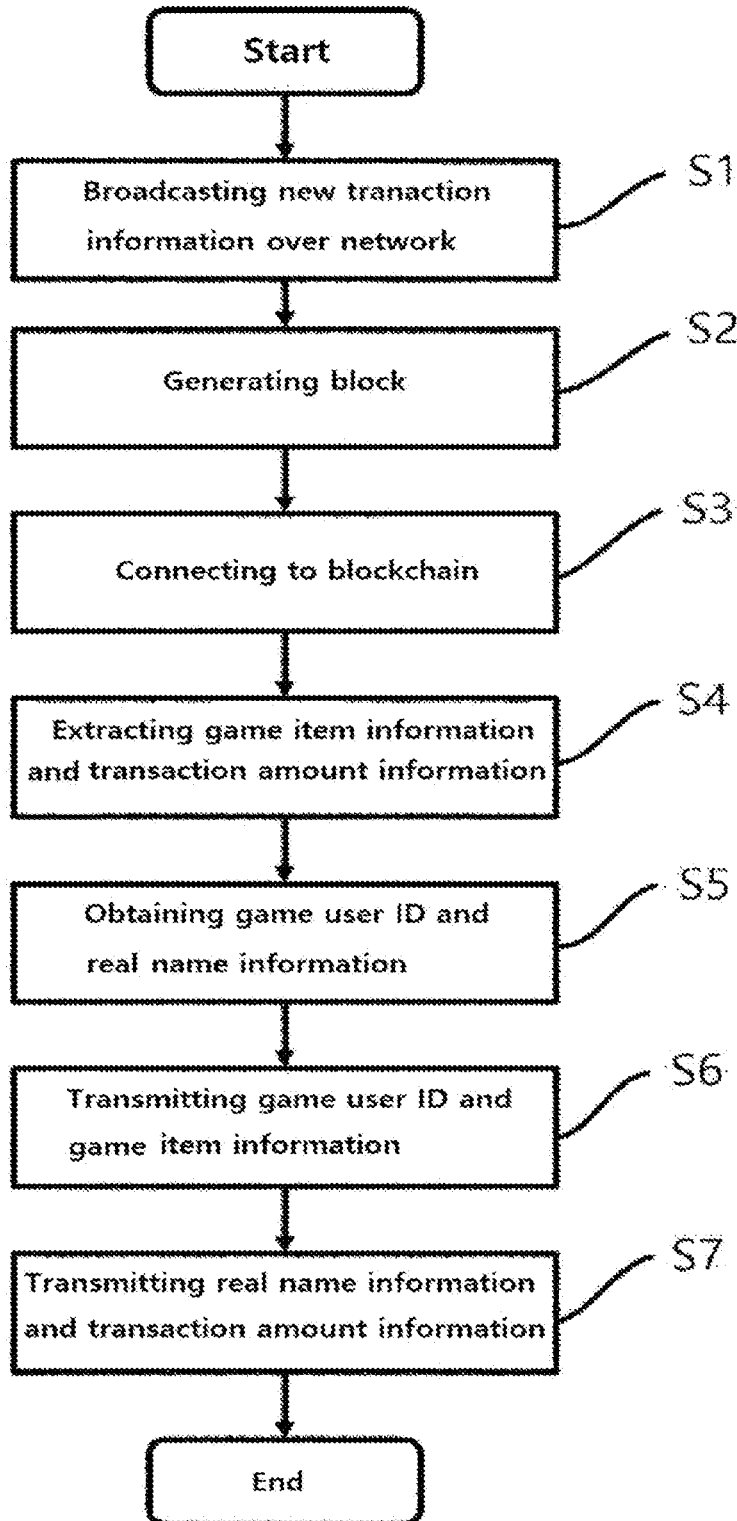 Start
Broadcasting new tranaction
information over network
S1
Generating block
S2
Connecting to blockchain
S3
Extracting game item information
and transaction amount information
S4
Obtaining game user ID and
real name information
S5
Transmitting game user ID and
game item information
S6
Transmitting real name information
and transaction amount information
S7
End